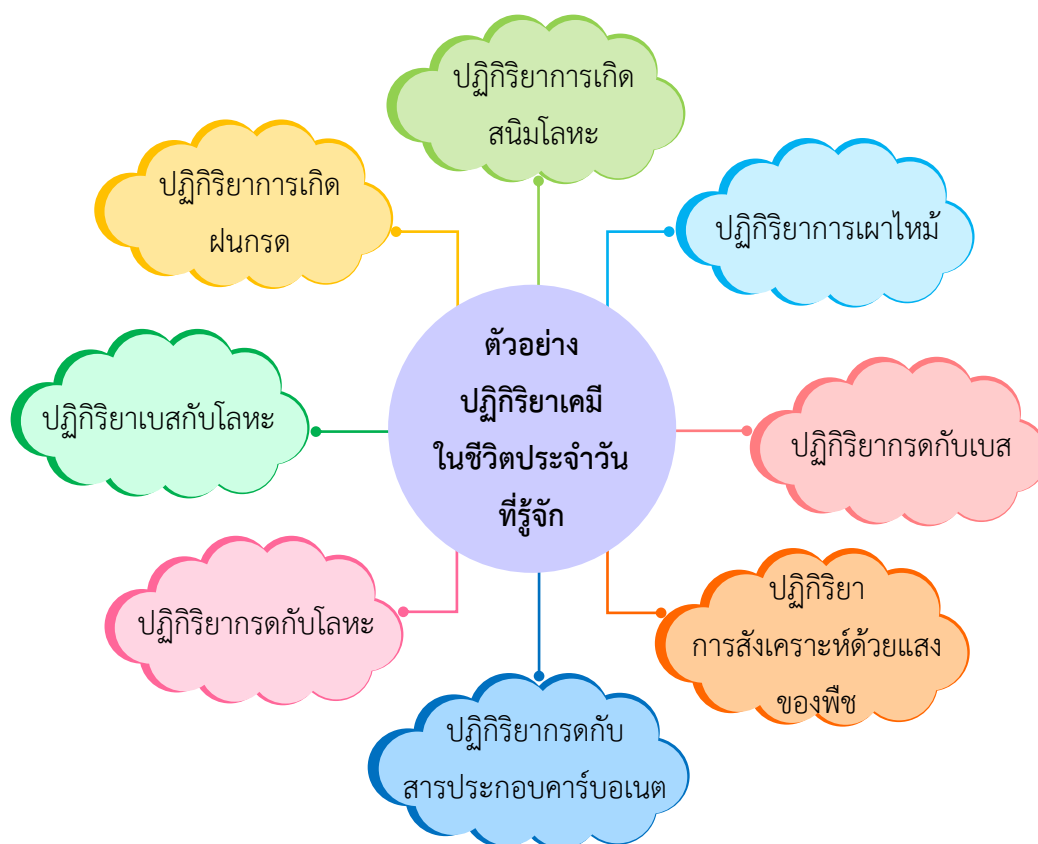 ปฏิกิริยาการเกิด
สนิมโลหะ
ปฏิกิริยาการเกิด
ฝนกรด
ปฏิกิริยาการเผาไหม้
ตัวอย่าง
ปฏิกิริยาเคมี
ในชีวิตประจำวัน
ที่รู้จัก
ปฏิกิริยาเบสกับโลหะ
ปฏิกิริยากรดกับเบส
ปฏิกิริยากรดกับโลหะ
ปฏิกิริยา
การสังเคราะห์ด้วยแสง
ของพืช
ปฏิกิริยากรดกับ
สารประกอบคาร์บอเนต